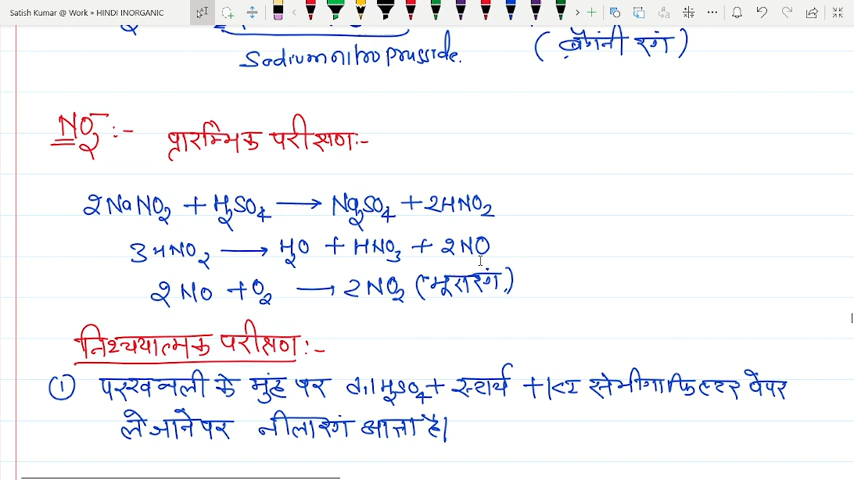 Satish Kumar @ Work » HINDI INORGANIC
Sodium nitroprusside. (बैंगनी रंग)
NO₂⁻ :- प्रारम्भिक परीक्षण:-
2NaNO₂ + H₂SO₄ → Na₂SO₄ + 2HNO₂
3HNO₂ → H₂O + HNO₃ + 2NO
2NO + O₂ → 2NO₂ (भूरा रंग)
निश्चयात्मक परीक्षण:-
① परखनली के मुंह पर H₂SO₄ + स्टार्च + KI से भीगा फिल्टर पेपर
ले जाने पर नीला रंग आता है।